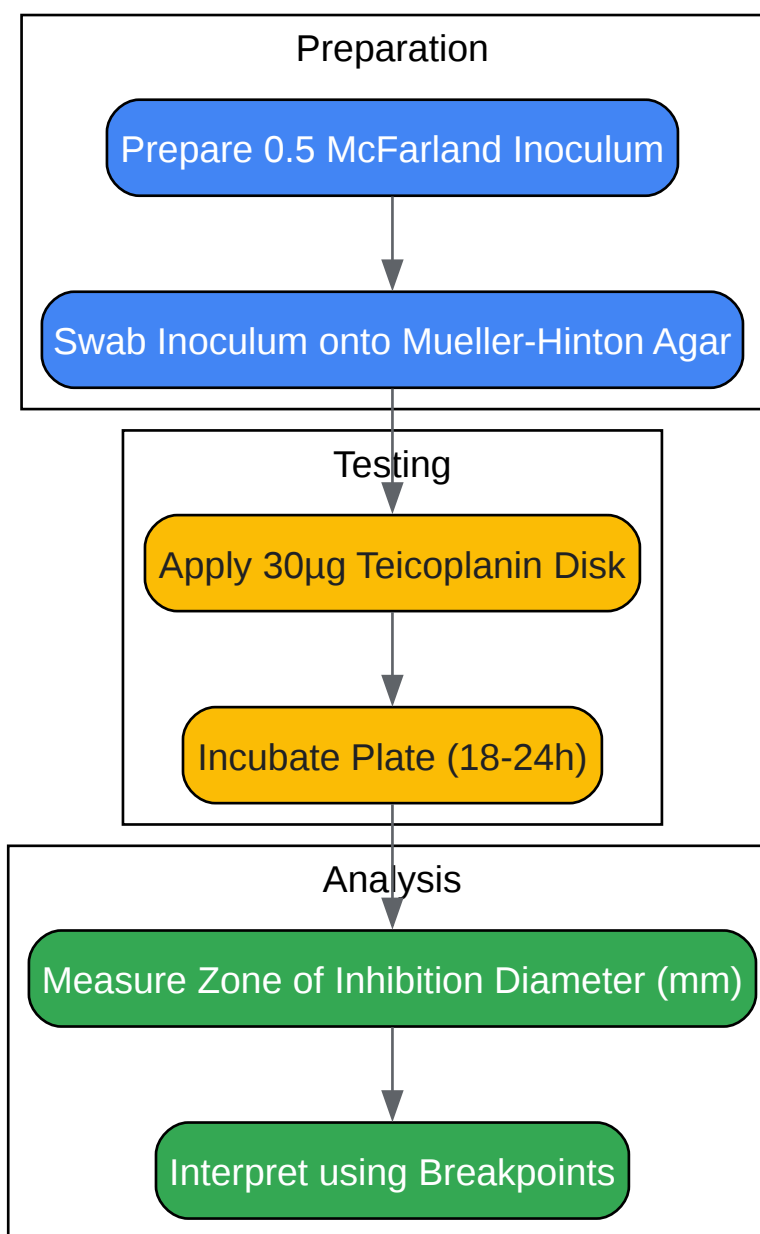 Preparation
Prepare 0.5 McFarland Inoculum
Swab Inoculum onto Mueller-Hinton Agar
Testing
Apply 30µg Teicoplanin Disk
Incubate Plate (18-24h)
Analysis
Measure Zone of Inhibition Diameter (mm)
Interpret using Breakpoints